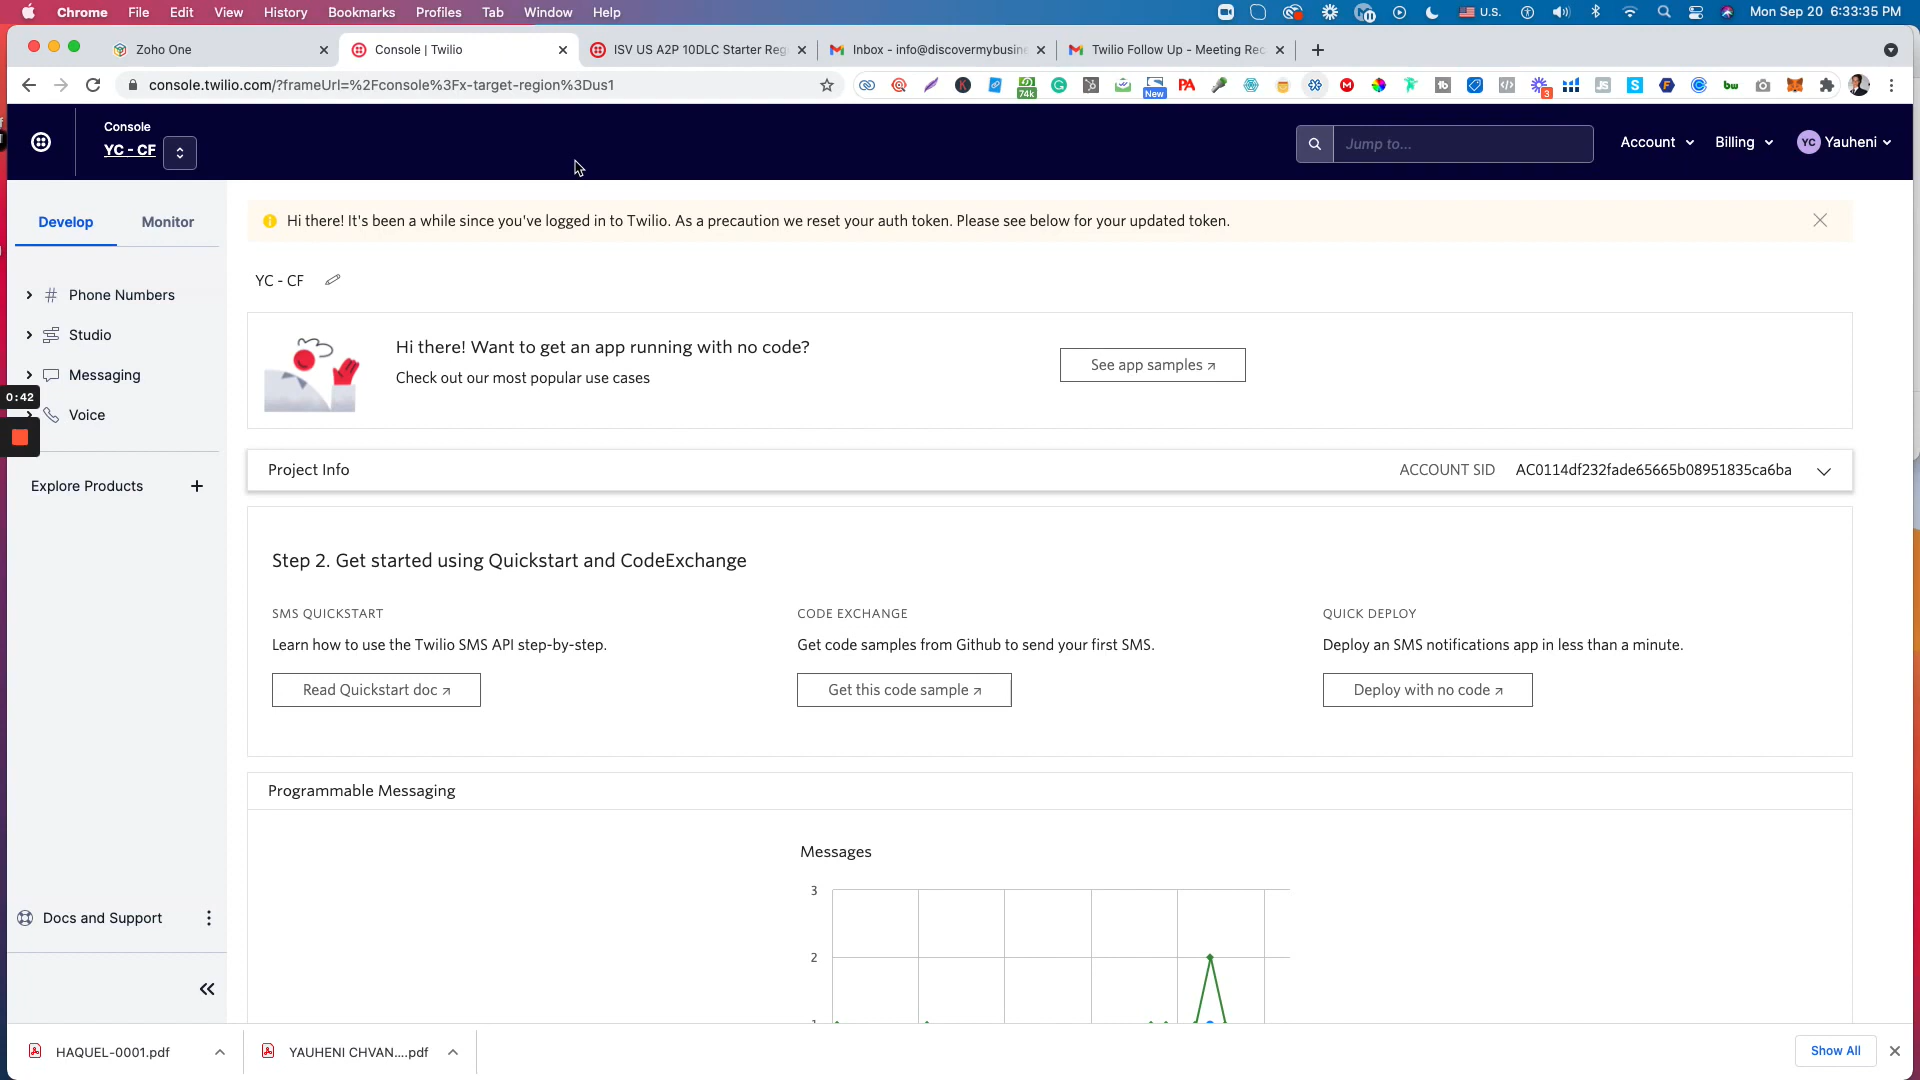 Chrome File Edit View History Bookmarks Profiles Tab Window Help U.S. Mon Sep 20 6:33:35 PM
Zoho One Console | Twilio ISV US A2P 10DLC Starter Reg Inbox - info@discovermybusine Twilio Follow Up - Meeting Rec
console.twilio.com/?frameUrl=%2Fconsole%3Fx-target-region%3Dus1 74k New PA 3 bw
Console
YC - CF
Jump to...
Account Billing YC Yauheni
Develop Monitor
Hi there! It's been a while since you've logged in to Twilio. As a precaution we reset your auth token. Please see below for your updated token.
YC - CF
Phone Numbers
Studio
Messaging
Voice
0:42
Explore Products +
Hi there! Want to get an app running with no code?
Check out our most popular use cases
See app samples
Project Info ACCOUNT SID AC0114df232fade65665b08951835ca6ba
Step 2. Get started using Quickstart and CodeExchange
SMS QUICKSTART CODE EXCHANGE QUICK DEPLOY
Learn how to use the Twilio SMS API step-by-step. Get code samples from Github to send your first SMS. Deploy an SMS notifications app in less than a minute.
Read Quickstart doc Get this code sample Deploy with no code
Programmable Messaging
Messages
3
2
Docs and Support
HAQUEL-0001.pdf YAUHENI CHVAN....pdf Show All